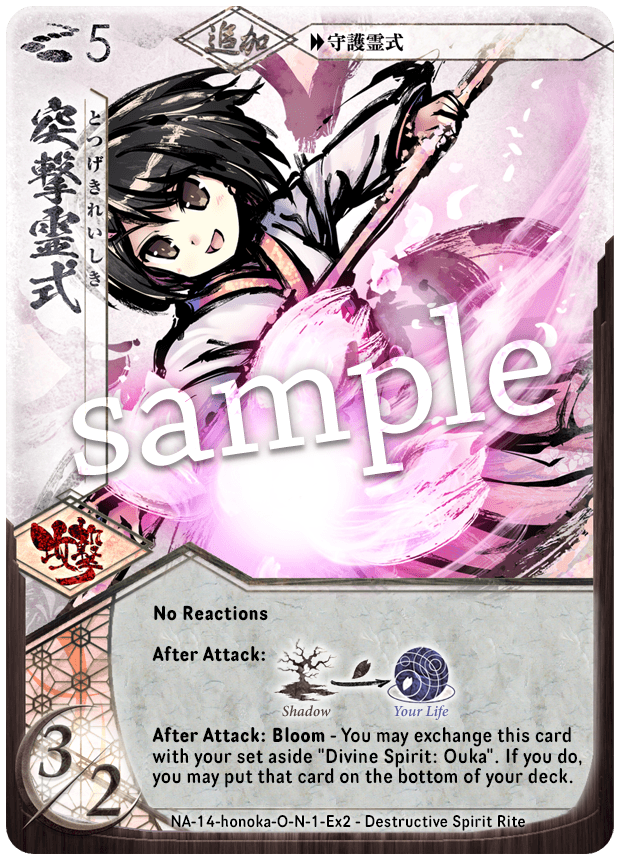 5
追加
守護霊式
突撃霊式
とつげきれいしき
sample
攻撃
No Reactions
After Attack:
Shadow
Your Life
After Attack: Bloom - You may exchange this card
with your set aside "Divine Spirit: Ouka". If you do,
you may put that card on the bottom of your deck.
3/2
NA-14-honoka-O-N-1-Ex2 - Destructive Spirit Rite